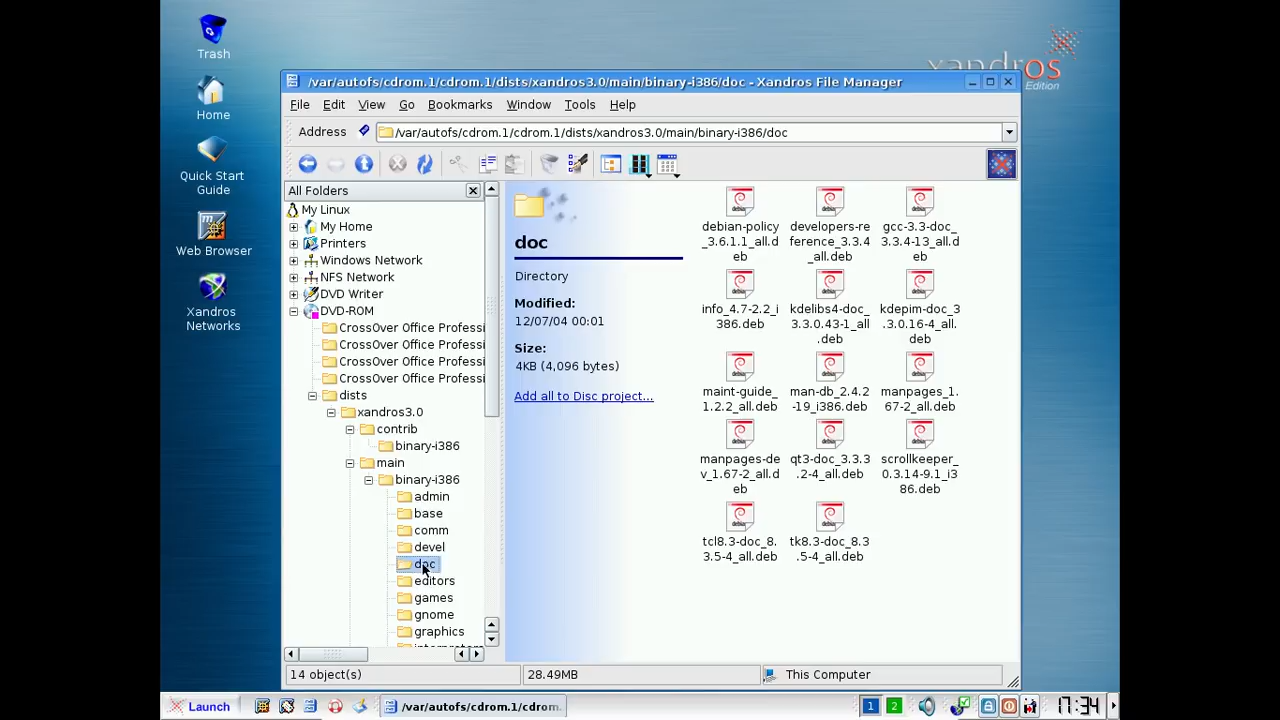 Trash
Home
Quick Start
Guide
Web Browser
Xandros
Networks
xandros
Edition
/var/autofs/cdrom.1/cdrom.1/dists/xandros3.0/main/binary-i386/doc - Xandros File Manager
File Edit View Go Bookmarks Window Tools Help
Address /var/autofs/cdrom.1/cdrom.1/dists/xandros3.0/main/binary-i386/doc
All Folders
My Linux
My Home
Printers
Windows Network
NFS Network
DVD Writer
DVD-ROM
CrossOver Office Professi
CrossOver Office Professi
CrossOver Office Professi
CrossOver Office Professi
dists
xandros3.0
contrib
binary-i386
main
binary-i386
admin
base
comm
devel
doc
editors
games
gnome
graphics
doc
Directory
Modified:
12/07/04 00:01
Size:
4KB (4,096 bytes)
Add all to Disc project...
debian-policy
_3.6.1.1_all.d
eb
developers-re
ference_3.3.4
_all.deb
gcc-3.3-doc_
3.3.4-13_all.d
eb
info_4.7-2.2_i
386.deb
kdelibs4-doc_
3.3.0.43-1_all
.deb
kdepim-doc_3
.3.0.16-4_all.
deb
maint-guide_
1.2.2_all.deb
man-db_2.4.2
-19_i386.deb
manpages_1.
67-2_all.deb
manpages-de
v_1.67-2_all.d
eb
qt3-doc_3.3.3
.2-4_all.deb
scrollkeeper_
0.3.14-9.1_i3
86.deb
tcl8.3-doc_8.
3.5-4_all.deb
tk8.3-doc_8.3
.5-4_all.deb
14 object(s) 28.49MB This Computer
Launch /var/autofs/cdrom.1/cdrom. 1 2 17:34